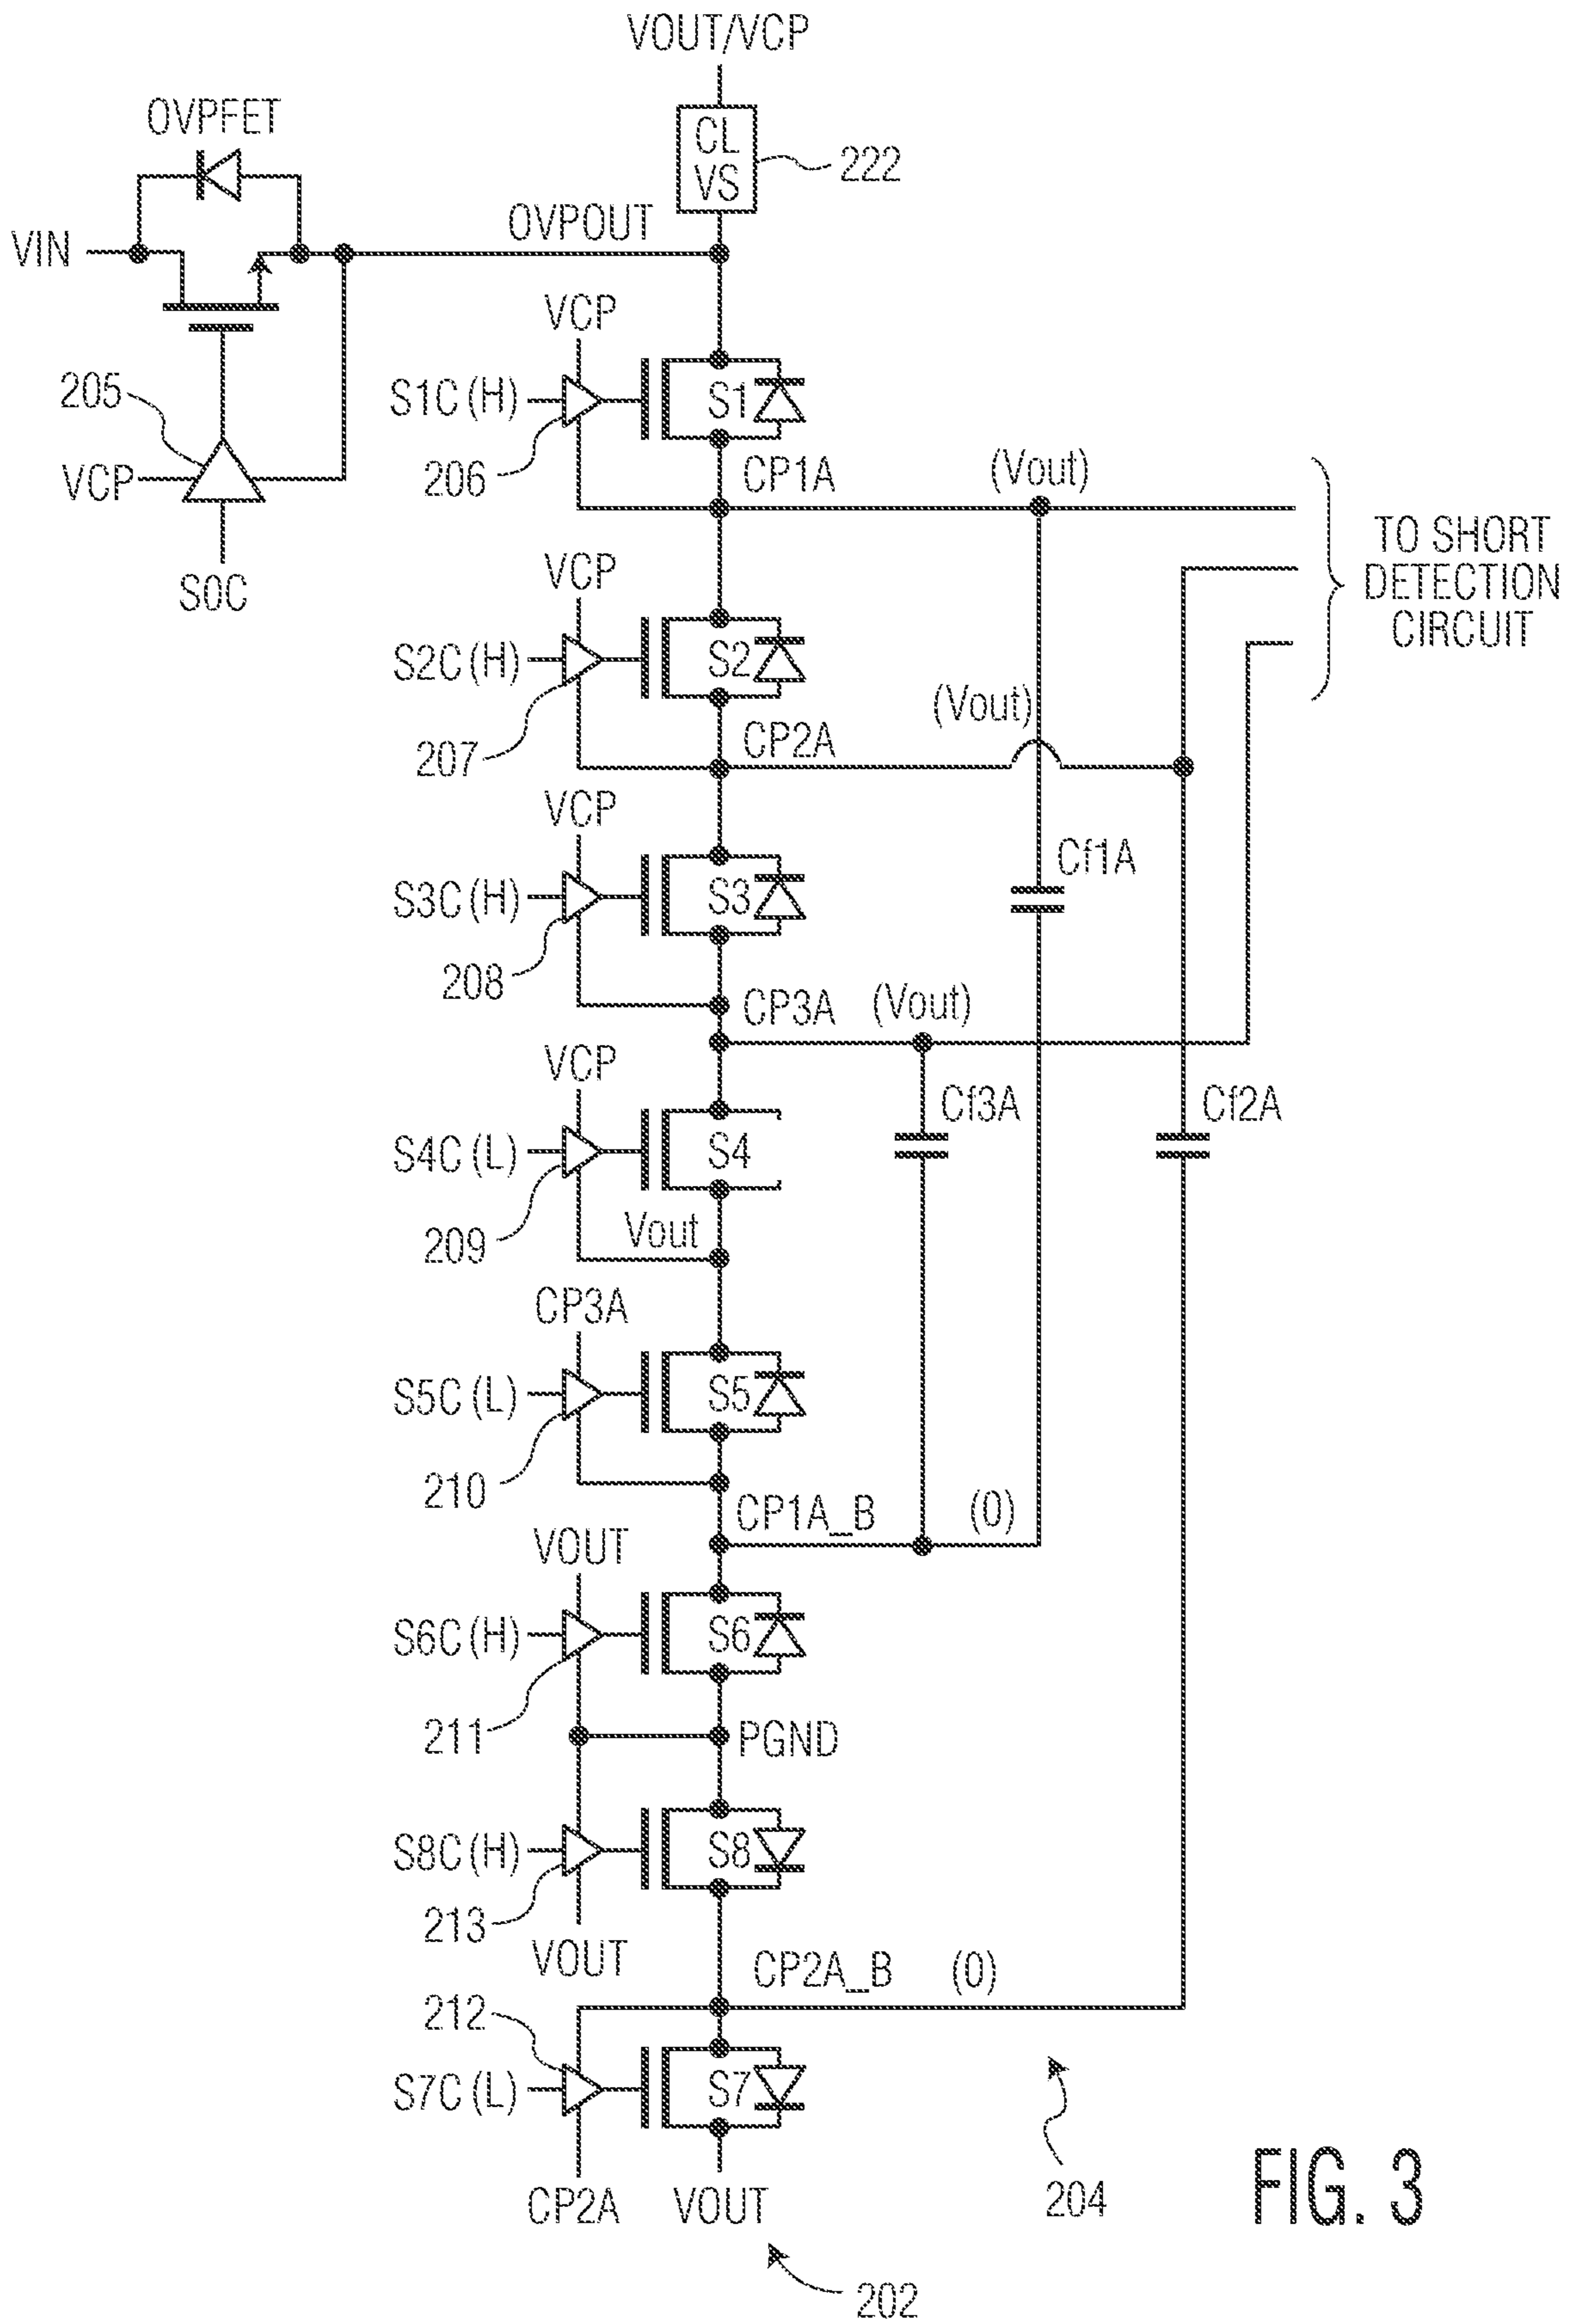 VOUT/VCP
OVPFET
CL
VS
222
OVPOUT
VIN
VCP
205
S1C (H)
S1
VCP
206
CP1A
(Vout)
S0C
TO SHORT
DETECTION
CIRCUIT
VCP
S2C (H)
S2
(Vout)
207
CP2A
VCP
Cf1A
S3C (H)
S3
208
CP3A
(Vout)
VCP
Cf3A
Cf2A
S4C (L)
S4
209
Vout
CP3A
S5C (L)
S5
210
CP1A_B
(0)
VOUT
S6C (H)
S6
211
PGND
S8C (H)
S8
213
VOUT
CP2A_B
(0)
212
S7C (L)
S7
CP2A
VOUT
204
202
FIG. 3